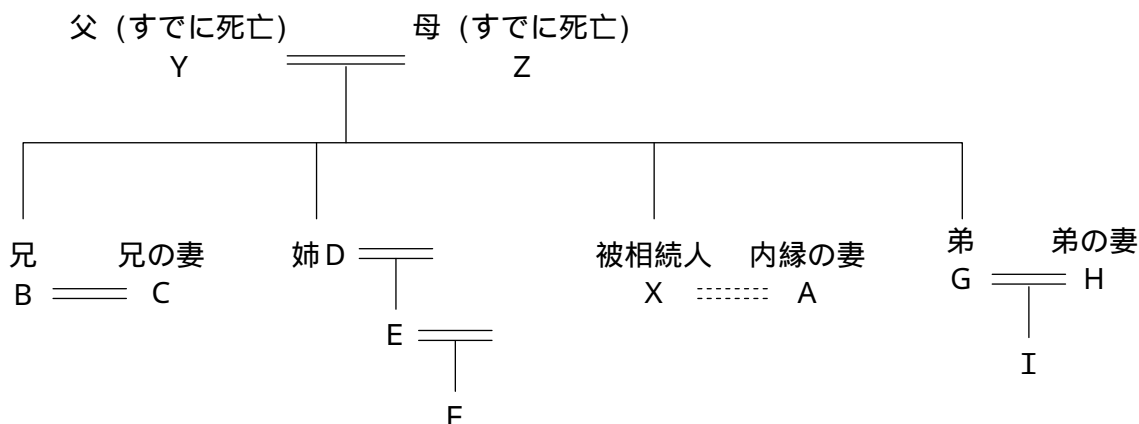 父 (すでに死亡) 母 (すでに死亡)
Y Z
兄 兄の妻 姉D 被相続人 内縁の妻 弟 弟の妻
B C X A G H
E I
F